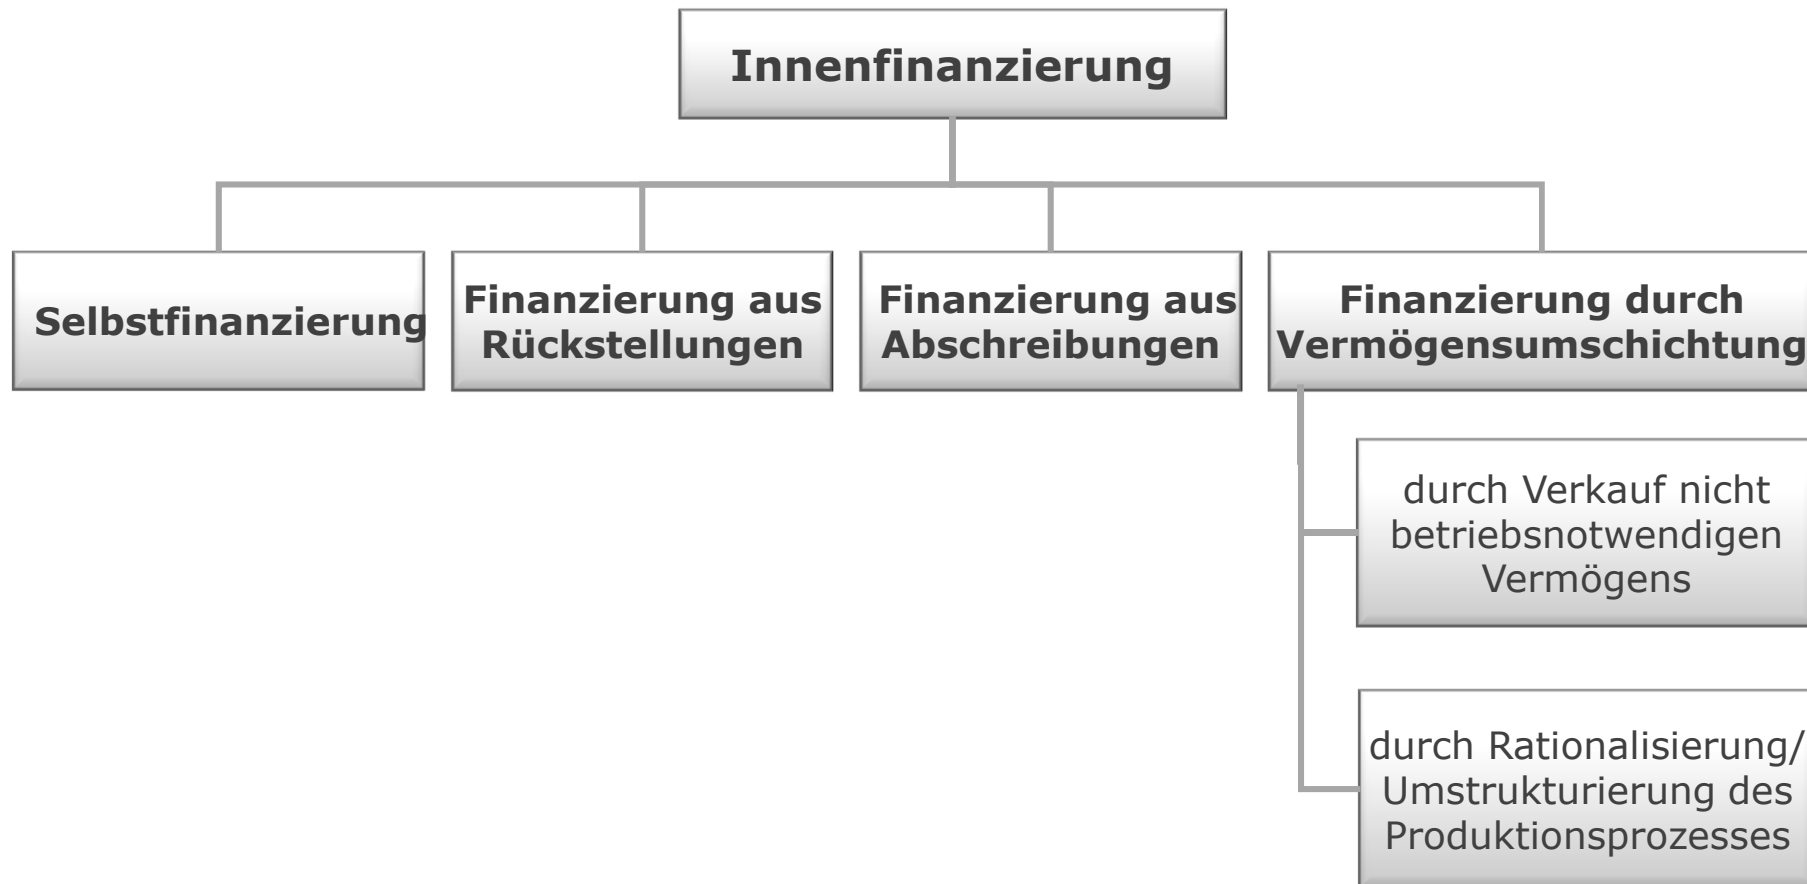 Innenfinanzierung
Selbstfinanzierung
Finanzierung aus
Rückstellungen
Finanzierung aus
Abschreibungen
Finanzierung durch
Vermögensumschichtung
durch Verkauf nicht
betriebsnotwendigen
Vermögens
durch Rationalisierung/
Umstrukturierung des
Produktionsprozesses